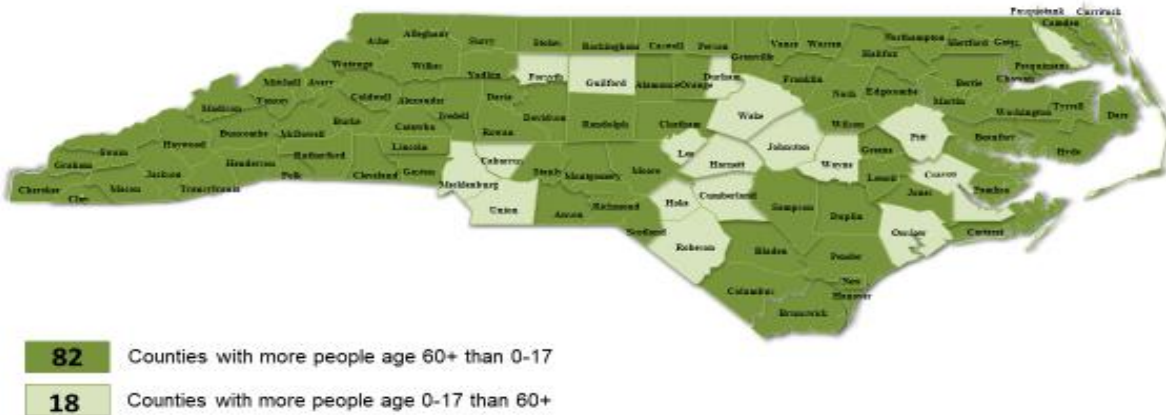 Pasquotank Currituck
Camden
Ashe Alleghany Surry Stokes Rockingham Caswell Person Granville Vance Warren Northampton Halifax Hertford Gates
Watauga Wilkes Yadkin Forsyth Guilford Alamance Orange Durham Franklin Bertie Chowan Perquimans
Mitchell Avery
Madison Yancey Caldwell Alexander Davie Nash Edgecombe Martin Washington Tyrrell Dare
Iredell Davidson Randolph Chatham Wake Wilson Pitt Beaufort Hyde
Buncombe McDowell Burke Catawba Rowan
Haywood Lincoln Lee Johnston Greene
Swain Rutherford Cabarrus Harnett Wayne Craven
Graham Jackson Henderson Polk Cleveland Gaston Stanly Montgomery Moore Lenoir Pamlico
Cherokee Macon Transylvania Mecklenburg Cumberland Jones
Clay Union Anson Richmond Hoke Sampson Duplin Onslow Carteret
Scotland Robeson
Bladen Pender
Columbus New
Hanover
Brunswick
82 Counties with more people age 60+ than 0-17
18 Counties with more people age 0-17 than 60+